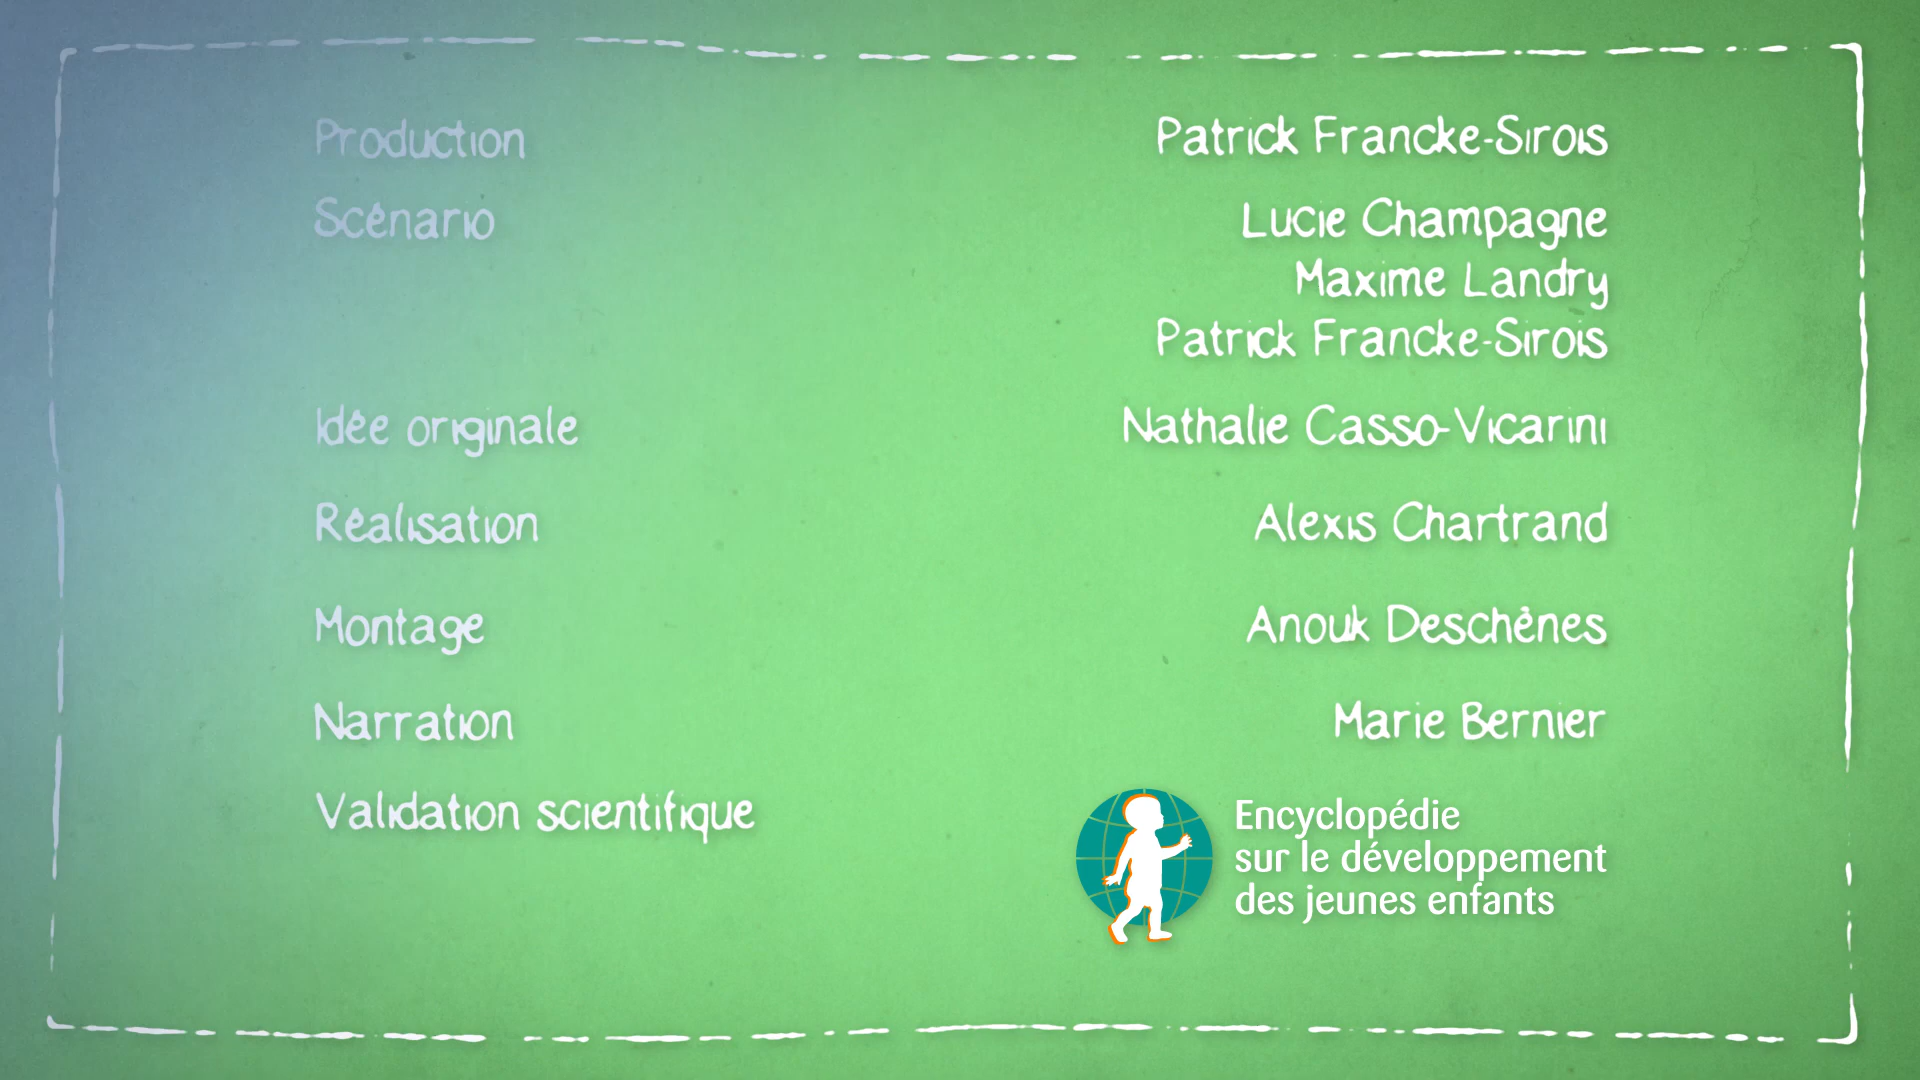 Production Patrick Francke-Sirois
Scénario Lucie Champagne
Maxime Landry
Patrick Francke-Sirois
Idée originale Nathalie Casso-Vicarini
Réalisation Alexis Chartrand
Montage Anouk Deschênes
Narration Marie Bernier
Validation scientifique
Encyclopédie
sur le développement
des jeunes enfants